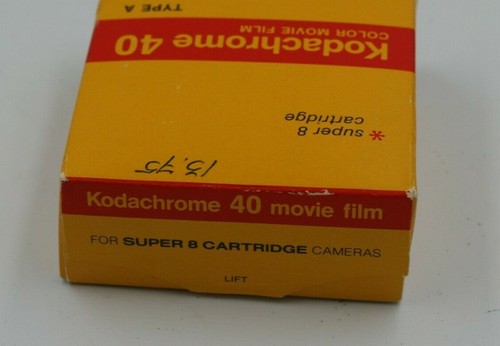 Kodachrome 40
COLOR MOVIE FILM
TYPE A
* super 8
cartridge
13.75
Kodachrome 40 movie film
FOR SUPER 8 CARTRIDGE CAMERAS
LIFT